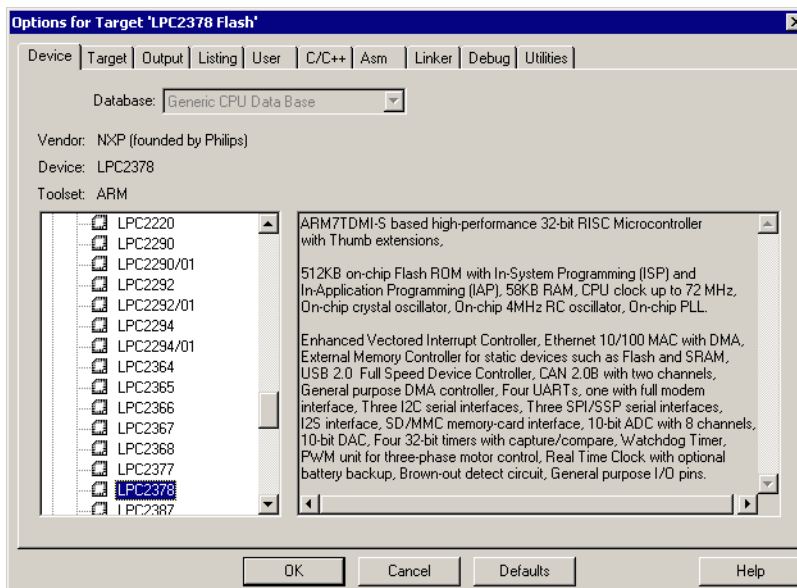 Options for Target 'LPC2378 Flash'
Device Target Output Listing User C/C++ Asm Linker Debug Utilities
Database: Generic CPU Data Base
Vendor: NXP (founded by Philips)
Device: LPC2378
Toolset: ARM
LPC2220
LPC2290
LPC2290/01
LPC2292
LPC2292/01
LPC2294
LPC2294/01
LPC2364
LPC2365
LPC2366
LPC2367
LPC2368
LPC2377
LPC2378
LPC2387
ARM7TDMI-S based high-performance 32-bit RISC Microcontroller
with Thumb extensions,
512KB on-chip Flash ROM with In-System Programming (ISP) and
In-Application Programming (IAP), 58KB RAM, CPU clock up to 72 MHz,
On-chip crystal oscillator, On-chip 4MHz RC oscillator, On-chip PLL.
Enhanced Vectored Interrupt Controller, Ethernet 10/100 MAC with DMA,
External Memory Controller for static devices such as Flash and SRAM,
USB 2.0 Full Speed Device Controller, CAN 2.0B with two channels,
General purpose DMA controller, Four UARTs, one with full modem
interface, Three I2C serial interfaces, Three SPI/SSP serial interfaces,
I2S interface, SD/MMC memory-card interface, 10-bit ADC with 8 channels,
10-bit DAC, Four 32-bit timers with capture/compare, Watchdog Timer,
PWM unit for three-phase motor control, Real Time Clock with optional
battery backup, Brown-out detect circuit, General purpose I/O pins.
OK Cancel Defaults Help